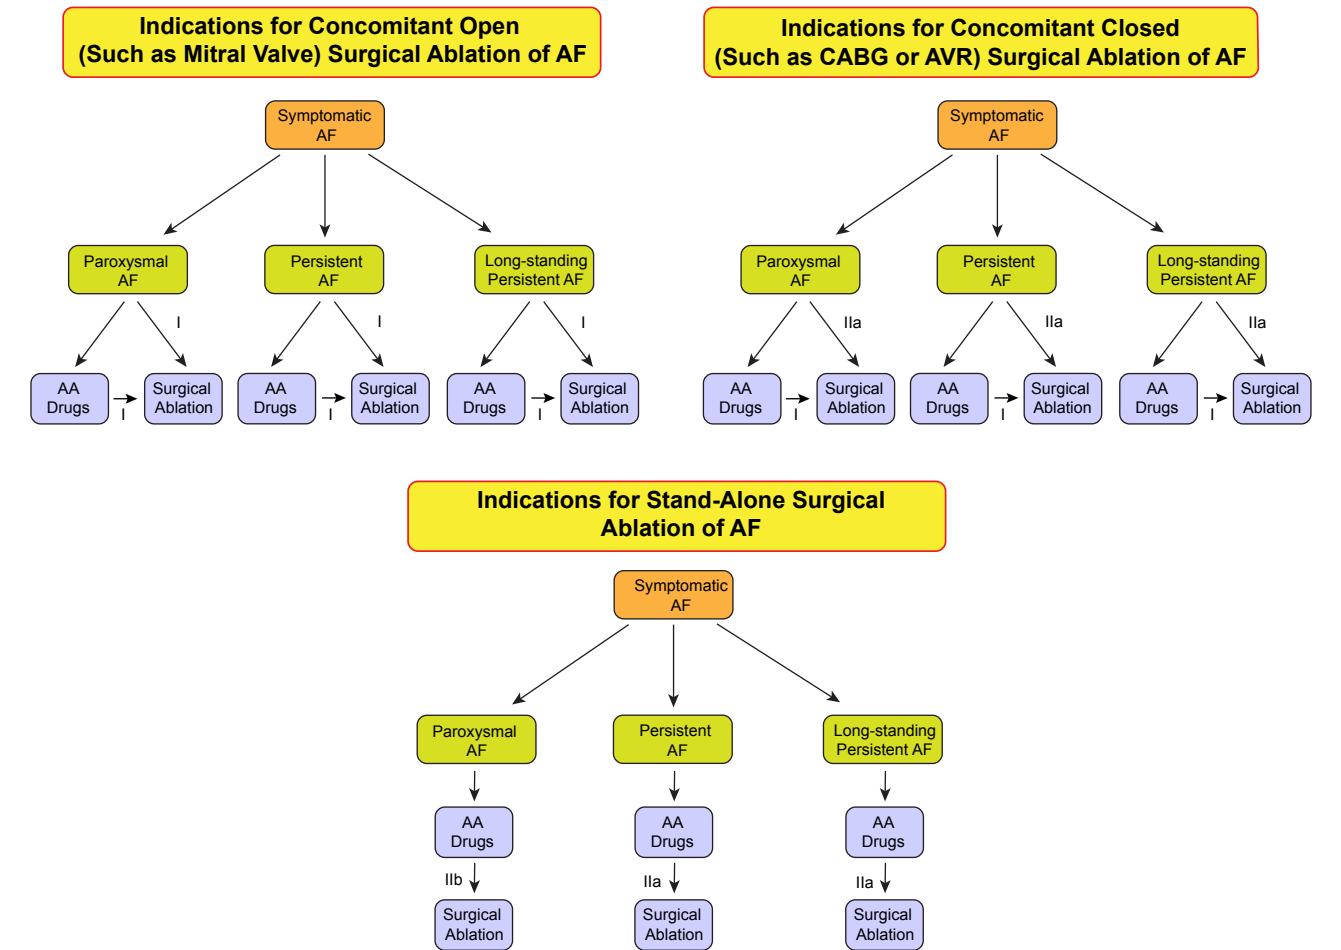 Indications for Concomitant Open
(Such as Mitral Valve) Surgical Ablation of AF
Symptomatic
AF
Paroxysmal
AF
Persistent
AF
Long-standing
Persistent AF
I
I
I
AA
Drugs
I
Surgical
Ablation
AA
Drugs
I
Surgical
Ablation
AA
Drugs
I
Surgical
Ablation
Indications for Concomitant Closed
(Such as CABG or AVR) Surgical Ablation of AF
Symptomatic
AF
Paroxysmal
AF
Persistent
AF
Long-standing
Persistent AF
IIa
IIa
IIa
AA
Drugs
I
Surgical
Ablation
AA
Drugs
I
Surgical
Ablation
AA
Drugs
I
Surgical
Ablation
Indications for Stand-Alone Surgical
Ablation of AF
Symptomatic
AF
Paroxysmal
AF
Persistent
AF
Long-standing
Persistent AF
AA
Drugs
AA
Drugs
AA
Drugs
IIb
IIa
IIa
Surgical
Ablation
Surgical
Ablation
Surgical
Ablation